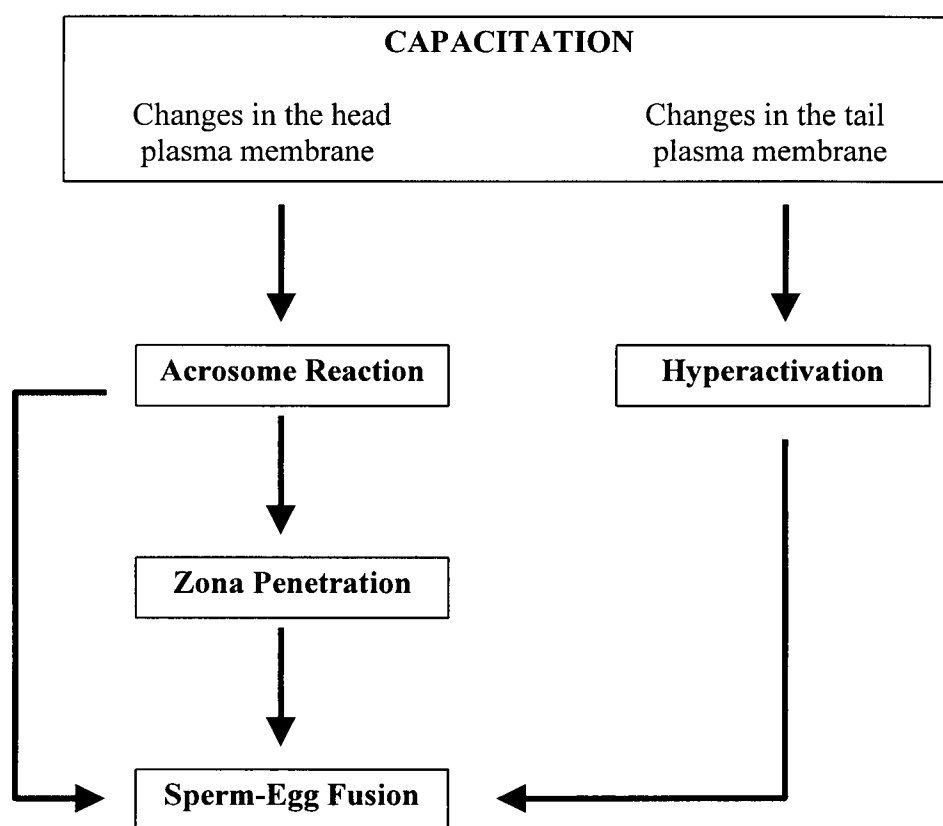 CAPACITATION
Changes in the head
plasma membrane
Changes in the tail
plasma membrane
Acrosome Reaction
Hyperactivation
Zona Penetration
Sperm-Egg Fusion